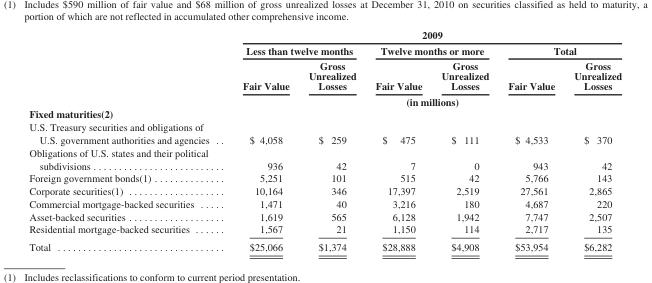 (1) Includes $590 million of fair value and $68 million of gross unrealized losses at December 31, 2010 on securities classified as held to maturity, a
portion of which are not reflected in accumulated other comprehensive income.
2009
Less than twelve months Twelve months or more Total
Fair Value Gross Unrealized Losses Fair Value Gross Unrealized Losses Fair Value Gross Unrealized Losses
(in millions)
Fixed maturities(2)
U.S. Treasury securities and obligations of
U.S. government authorities and agencies . . $ 4,058 $ 259 $ 475 $ 111 $ 4,533 $ 370
Obligations of U.S. states and their political
subdivisions . . . . . . . . . . . . . . . . . . . . . . . . . . 936 42 7 0 943 42
Foreign government bonds(1) . . . . . . . . . . . . . 5,251 101 515 42 5,766 143
Corporate securities(1) . . . . . . . . . . . . . . . . . . 10,164 346 17,397 2,519 27,561 2,865
Commercial mortgage-backed securities . . . . . 1,471 40 3,216 180 4,687 220
Asset-backed securities . . . . . . . . . . . . . . . . . . 1,619 565 6,128 1,942 7,747 2,507
Residential mortgage-backed securities . . . . . . 1,567 21 1,150 114 2,717 135
Total . . . . . . . . . . . . . . . . . . . . . . . . . . . . . . . . $25,066 $1,374 $28,888 $4,908 $53,954 $6,282
(1) Includes reclassifications to conform to current period presentation.